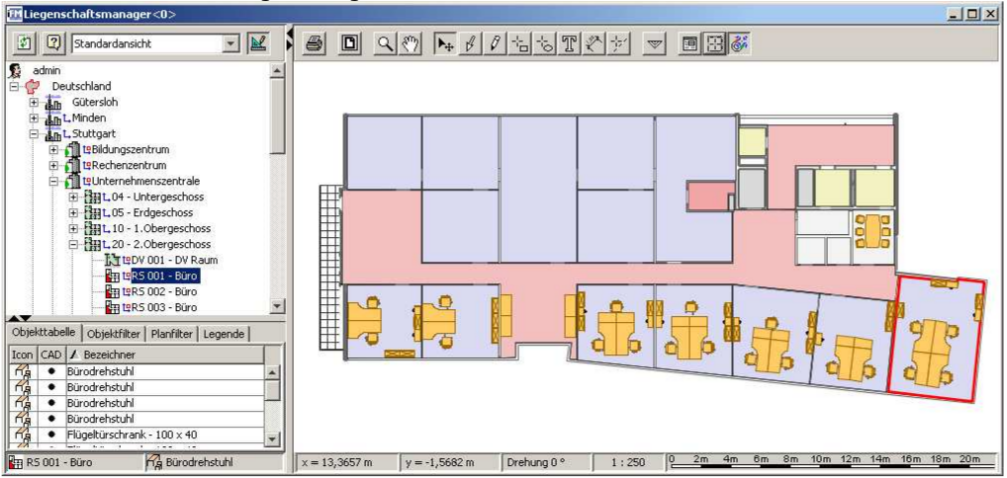 Liegenschaftsmanager<0>
Standardansicht
admin
Deutschland
Gütersloh
Minden
Stuttgart
Bildungszentrum
Rechenzentrum
Unternehmenszentrale
04 - Untergeschoss
05 - Erdgeschoss
10 - 1.Obergeschoss
20 - 2.Obergeschoss
DV 001 - DV Raum
RS 001 - Büro
RS 002 - Büro
RS 003 - Büro
Objekttabelle Objektfilter Planfilter Legende
Icon CAD Bezeichner
Bürodrehstuhl
Bürodrehstuhl
Bürodrehstuhl
Bürodrehstuhl
Flügeltürschrank - 100 x 40
RS 001 - Büro Bürodrehstuhl x = 13,3657 m y = -1,5682 m Drehung 0 ° 1 : 250 0 2m 4m 6m 8m 10m 12m 14m 16m 18m 20m